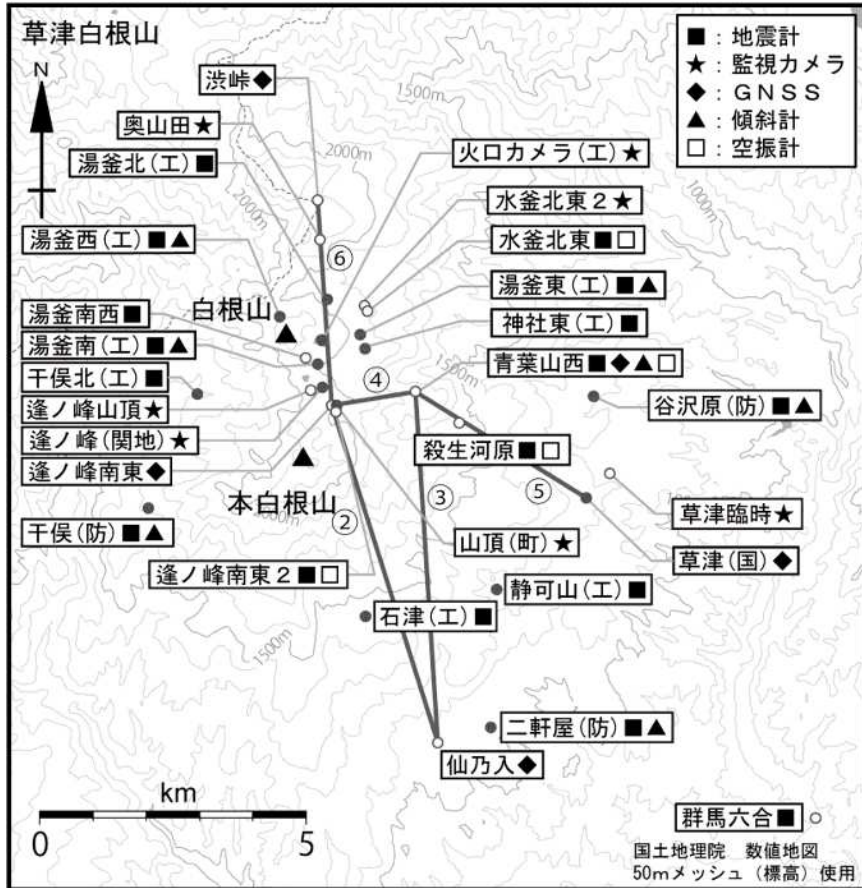 草津白根山
N
■：地震計
★：監視カメラ
◆：GNSS
▲：傾斜計
□：空振計
渋峠◆
1500m
奥山田★
2000m
湯釜北(工)■
火口カメラ(工)★
2000m
1000m
水釜北東2★
湯釜西(工)■▲
水釜北東■□
⑥
湯釜東(工)■▲
白根山
湯釜南西■
神社東(工)■
湯釜南(工)■▲
青葉山西■◆▲□
1500m
干俣北(工)■
④
逢ノ峰山頂★
谷沢原(防)■▲
逢ノ峰(関地)★
殺生河原■□
逢ノ峰南東◆
③
⑤
本白根山
草津臨時★
②
干俣(防)■▲
山頂(町)★
草津(国)◆
逢ノ峰南東2■□
静可山(工)■
石津(工)■
1500m
二軒屋(防)■▲
仙乃入◆
km
0
5
群馬六合■
国土地理院　数値地図
50mメッシュ（標高）使用